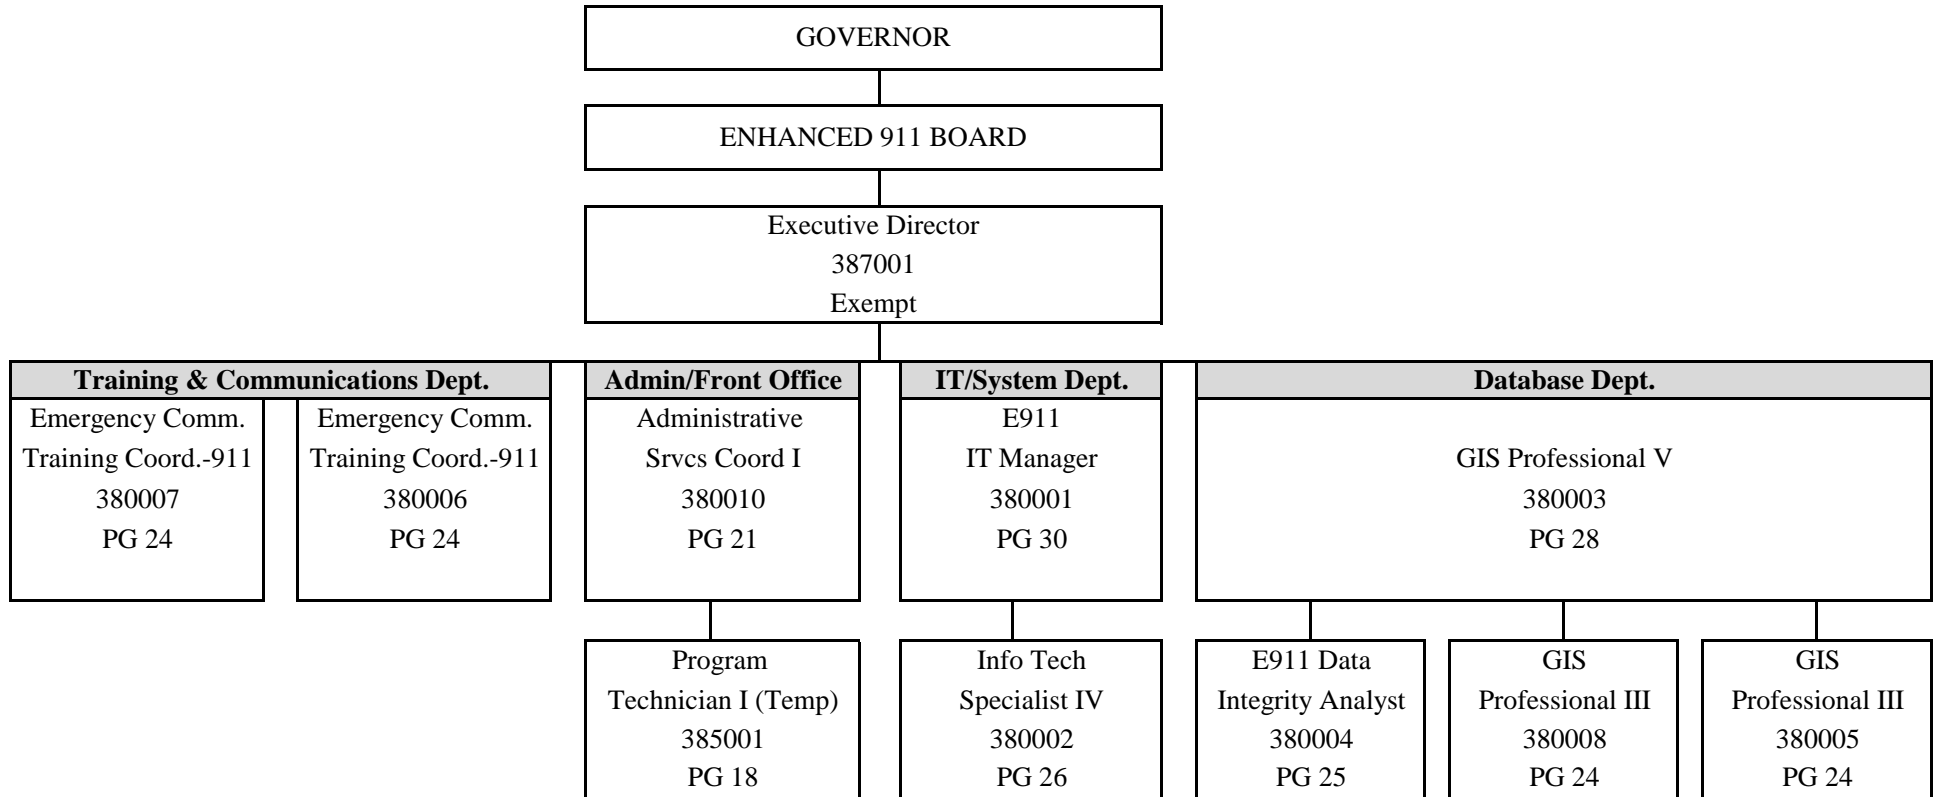 GOVERNOR
ENHANCED 911 BOARD
Executive Director
387001
Exempt
Training & Communications Dept.
Emergency Comm.
Training Coord.-911
380007
PG 24
Emergency Comm.
Training Coord.-911
380006
PG 24
Admin/Front Office
Administrative
Srvcs Coord I
380010
PG 21
Program
Technician I (Temp)
385001
PG 18
IT/System Dept.
E911
IT Manager
380001
PG 30
Info Tech
Specialist IV
380002
PG 26
Database Dept.
GIS Professional V
380003
PG 28
E911 Data
Integrity Analyst
380004
PG 25
GIS
Professional III
380008
PG 24
GIS
Professional III
380005
PG 24